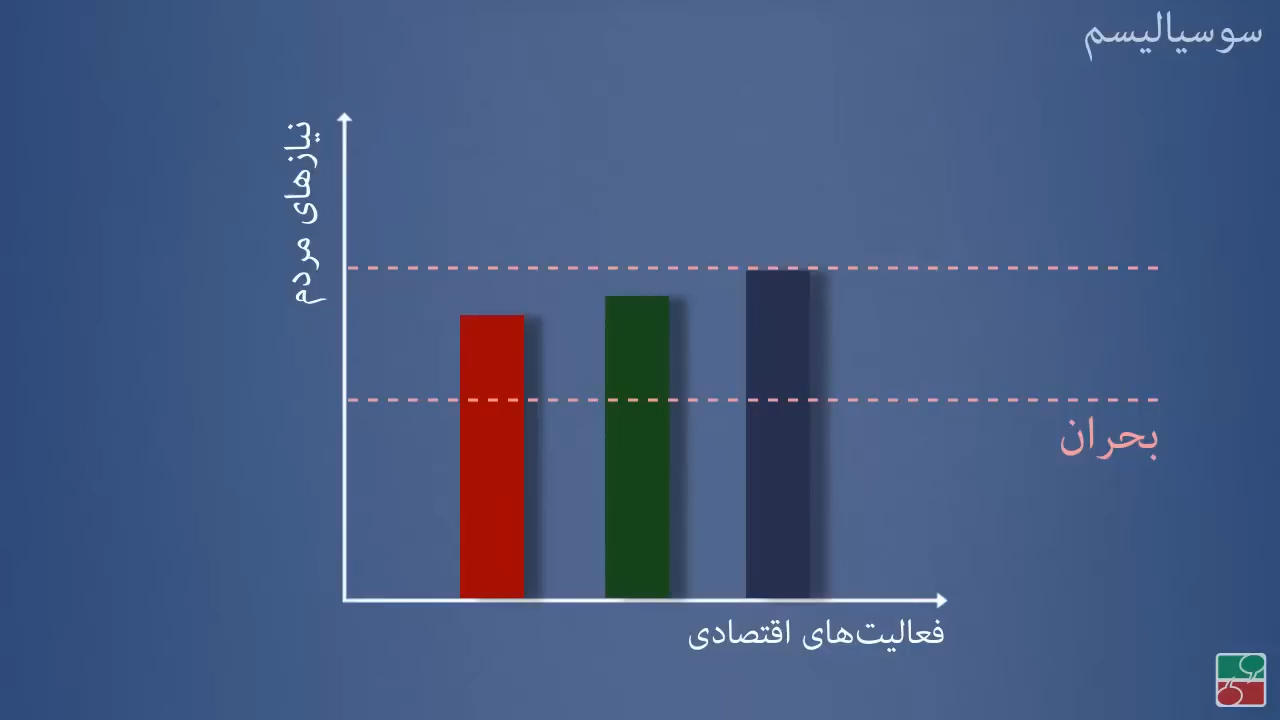 سوسیالیسم
نیازهای مردم
بحران
فعالیت‌های اقتصادی